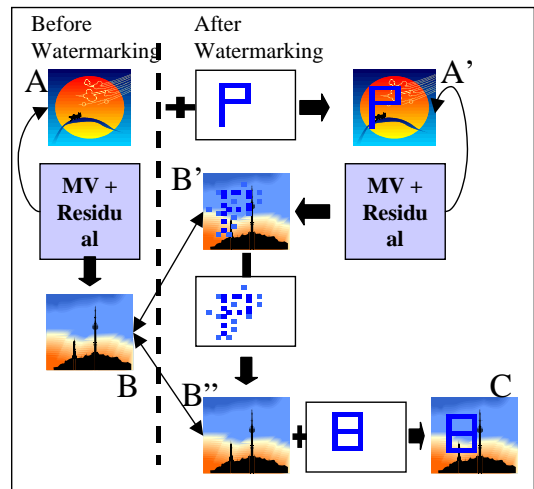 Before
Watermarking
After
Watermarking
A
+
P
A’
MV +
Residu
al
B’
MV +
Residu
al
B
B”
+
B
C